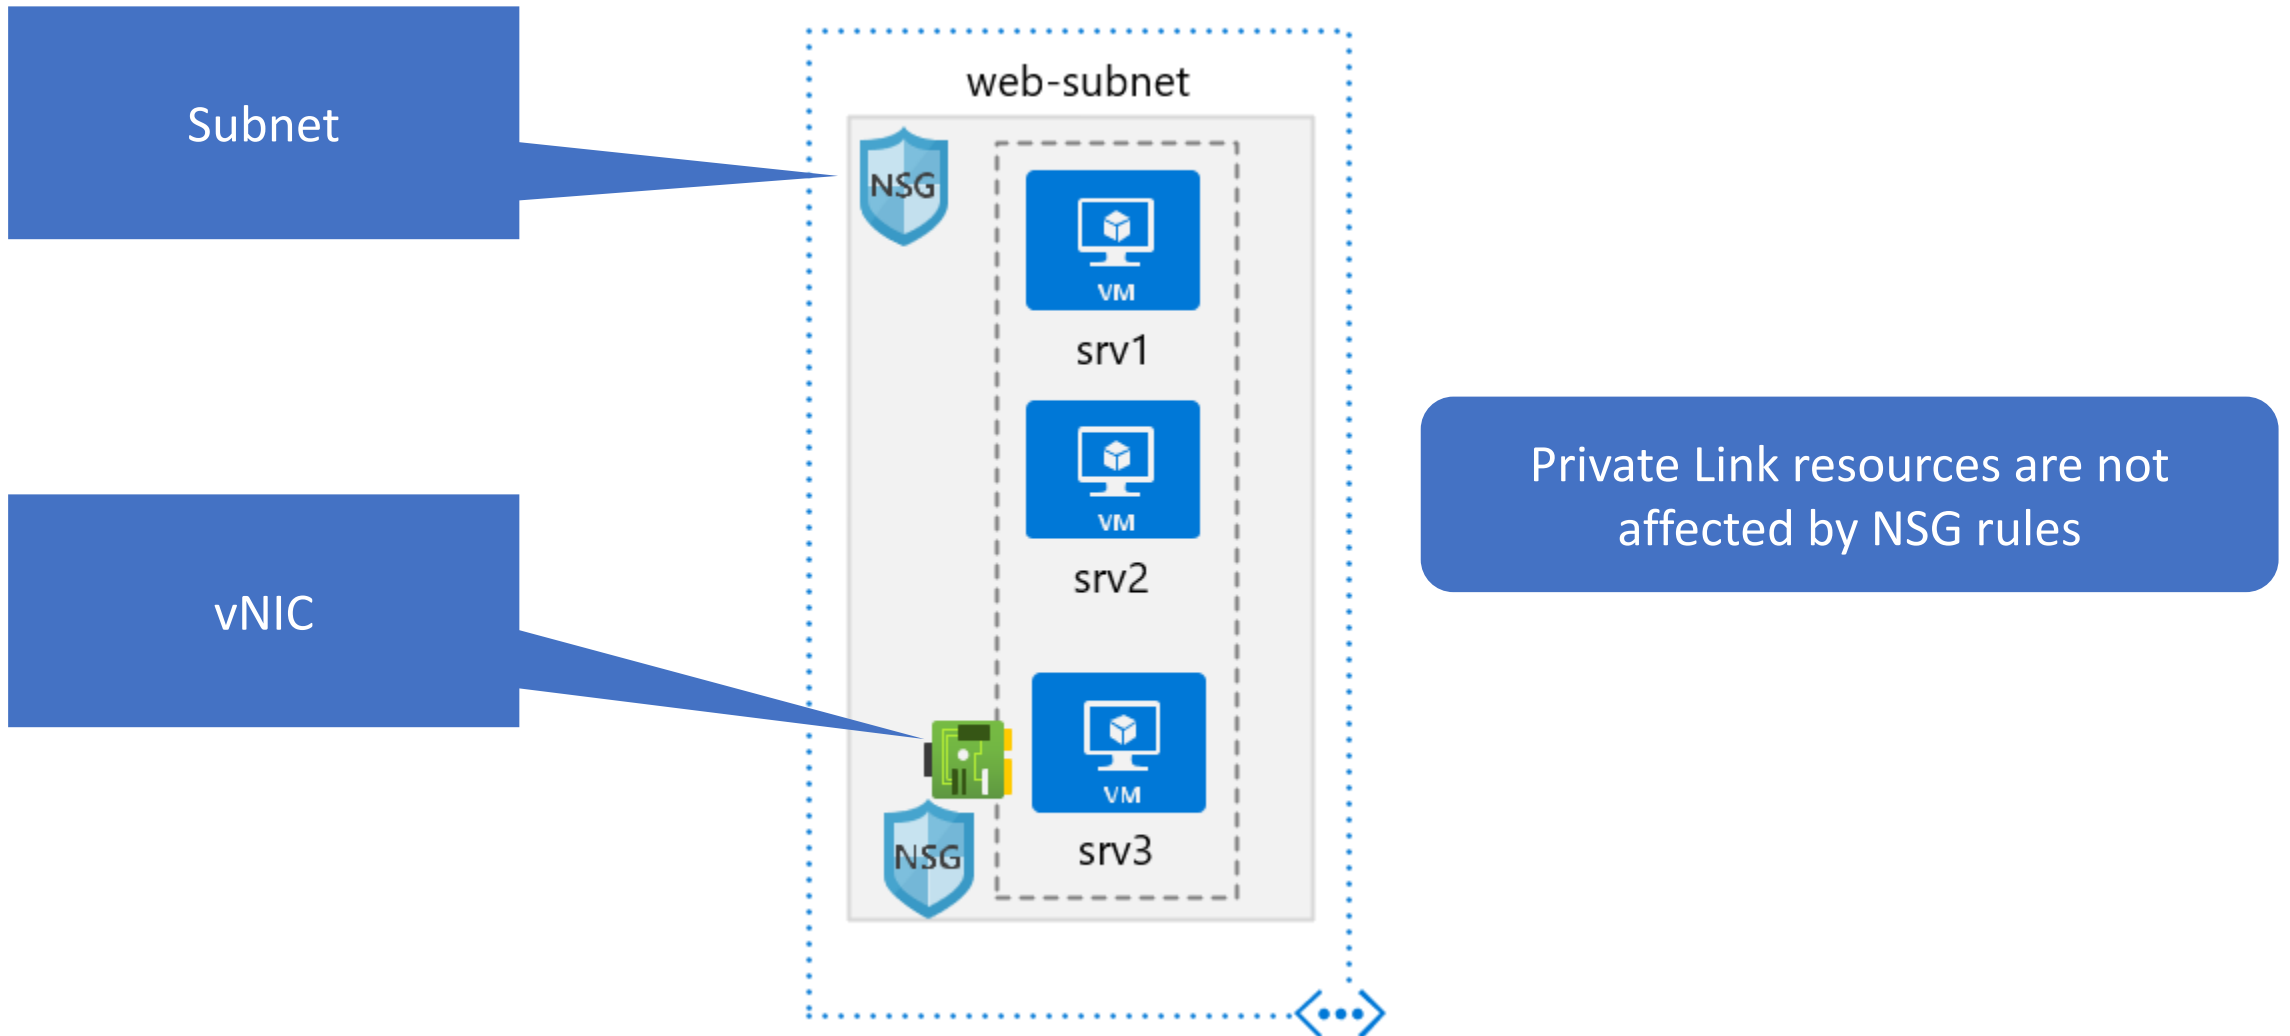 Subnet
web-subnet
NSG
VM
srv1
VM
srv2
vNIC
VM
NSG
srv3
Private Link resources are not
affected by NSG rules